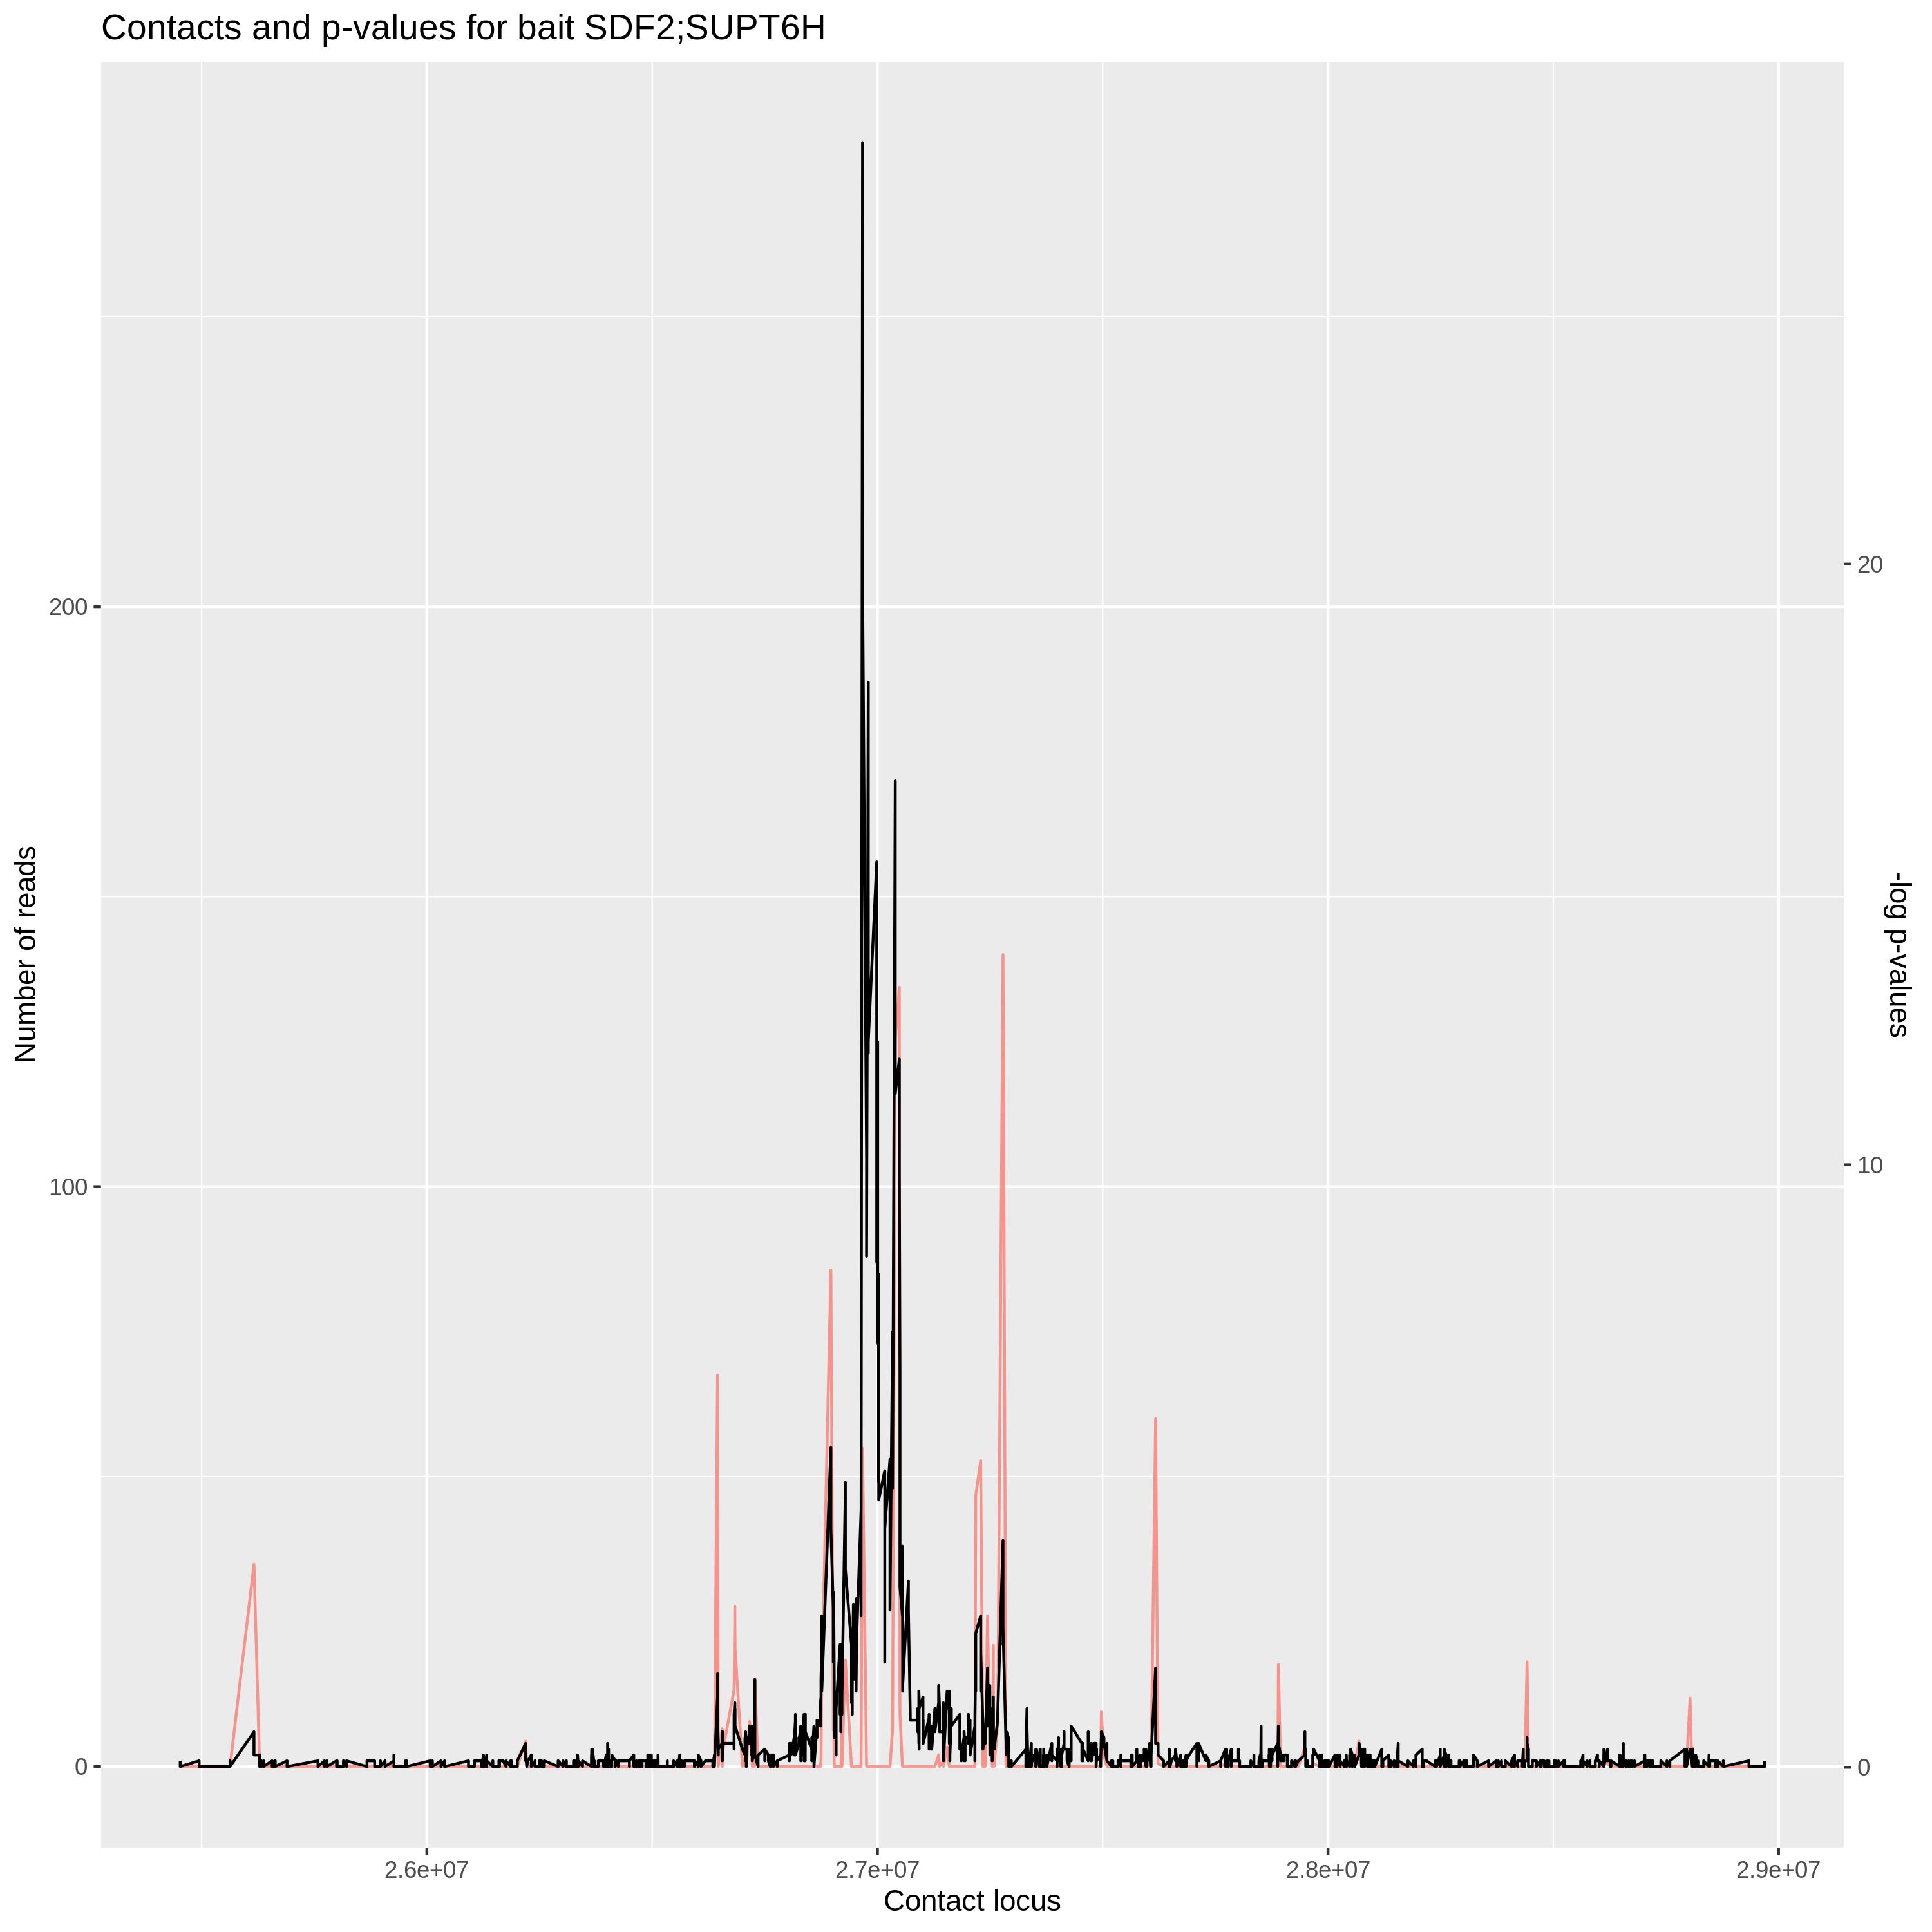 Contacts and p-values for bait SDF2;SUPT6H
Number of reads
200
100
0
20
10
0
-log p-values
2.6e+07
2.7e+07
2.8e+07
2.9e+07
Contact locus